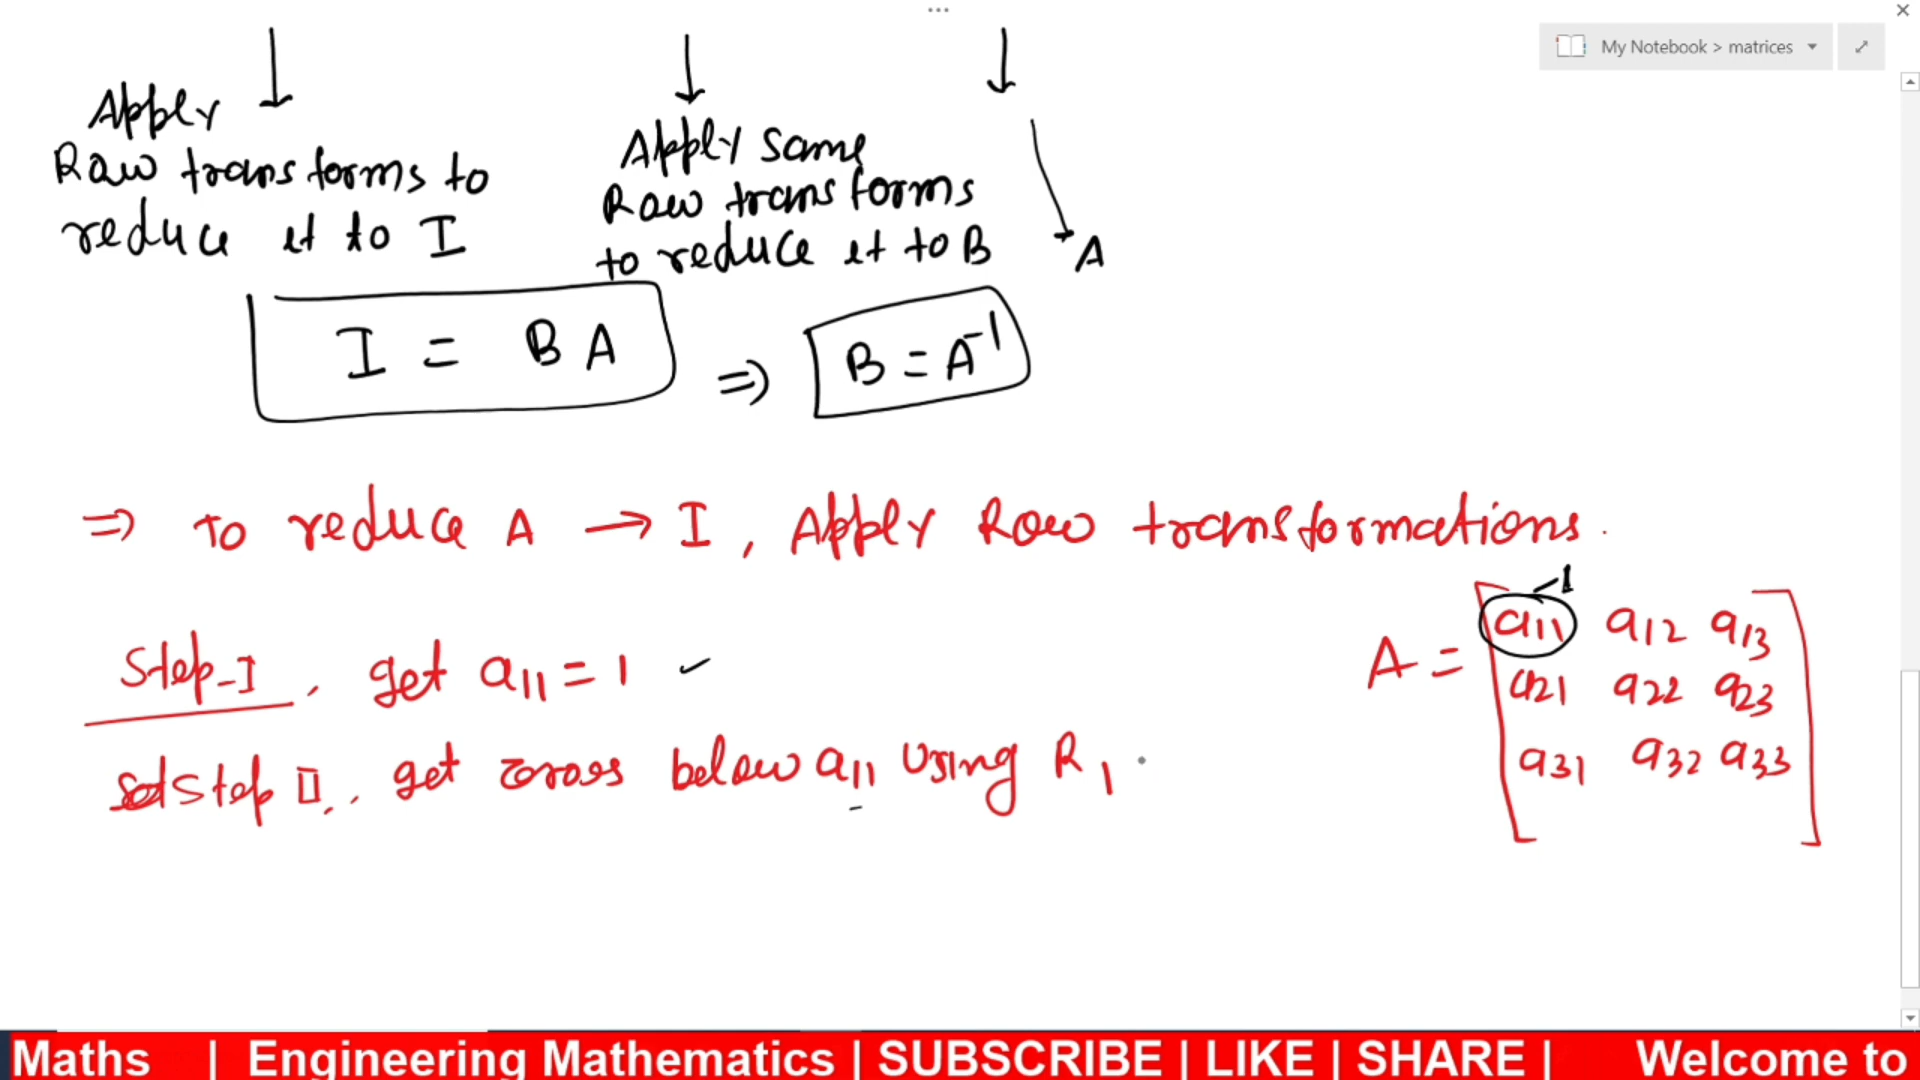 My Notebook > matrices
Apply
Raw transforms to
reduce it to I
Apply same
Raw transforms
to reduce it to B
A
I = B A
⇒ B = A⁻¹
⇒ To reduce A → I, Apply Row transformations.
Step-I, get a11 = 1 ✓
Step II, get zeroes below a11 Using R1.
1
A = [a11 a12 a13
a21 a22 a23
a31 a32 a33]
Maths | Engineering Mathematics | SUBSCRIBE | LIKE | SHARE | Welcome to